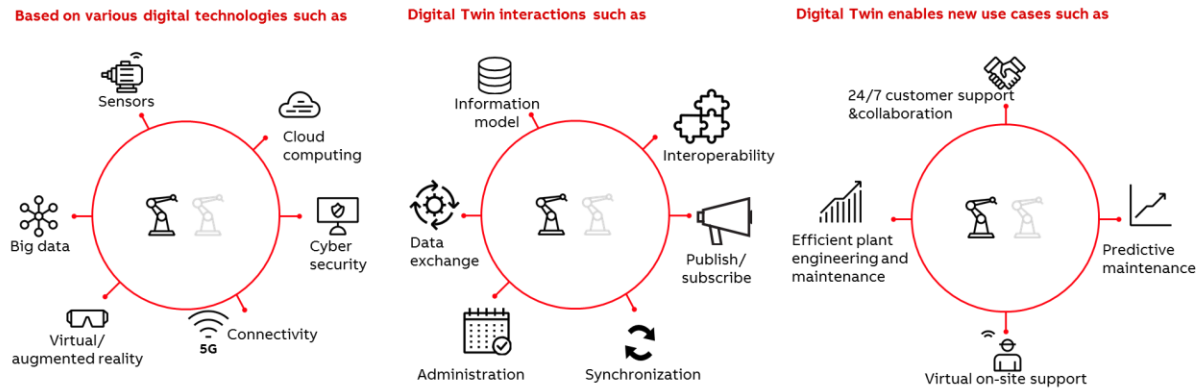 Based on various digital technologies such as
Sensors
Cloud
computing
Big data
Cyber
security
Virtual/
augmented reality
5G
Connectivity
Digital Twin interactions such as
Information
model
Interoperability
Data
exchange
Publish/
subscribe
Administration
Synchronization
Digital Twin enables new use cases such as
24/7 customer support
&collaboration
Efficient plant
engineering and
maintenance
Predictive
maintenance
Virtual on-site support